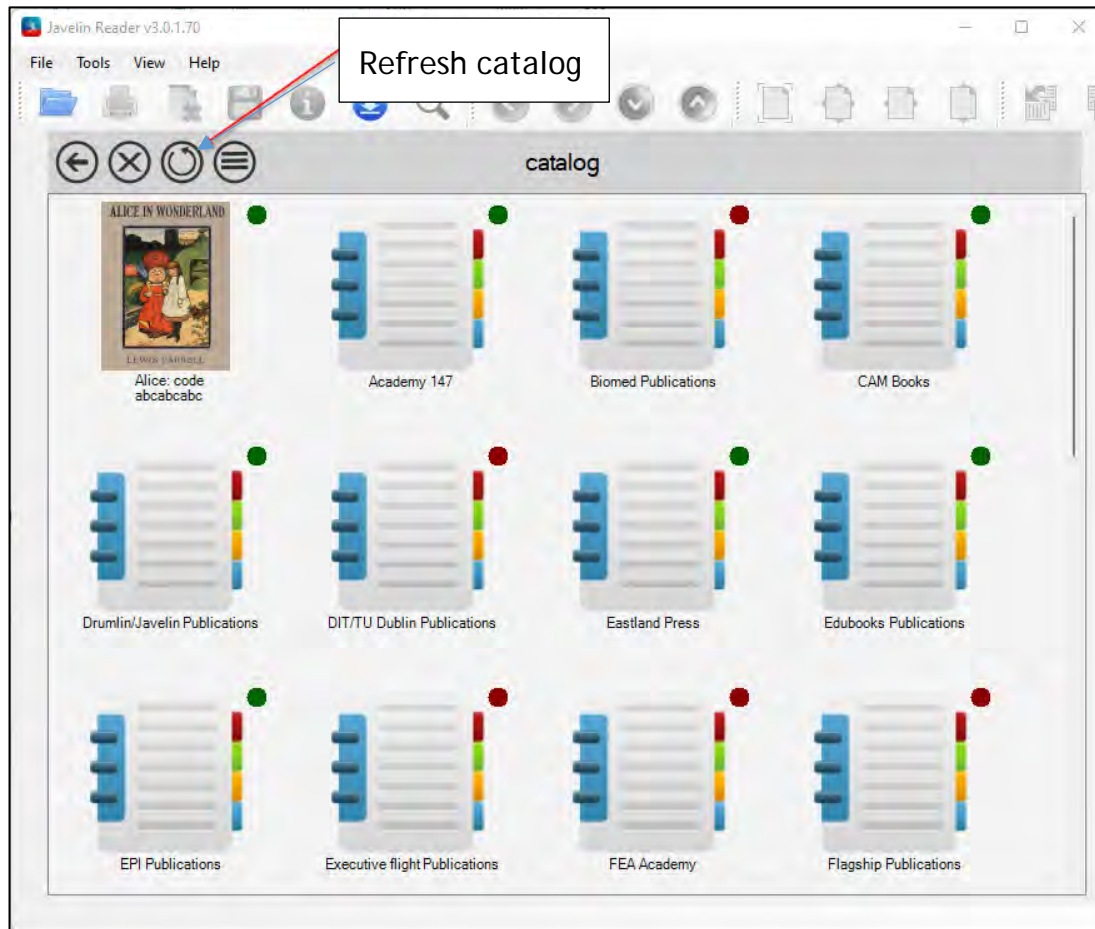 Javelin Reader v3.0.1.70
File Tools View Help
Refresh catalog
catalog
ALICE IN WONDERLAND
LEWIS CARROLL
Alice: code
abcabcabc
Academy 147
Biomed Publications
CAM Books
Drumlin/Javelin Publications
DIT/TU Dublin Publications
Eastland Press
Edubooks Publications
EPI Publications
Executive flight Publications
FEA Academy
Flagship Publications